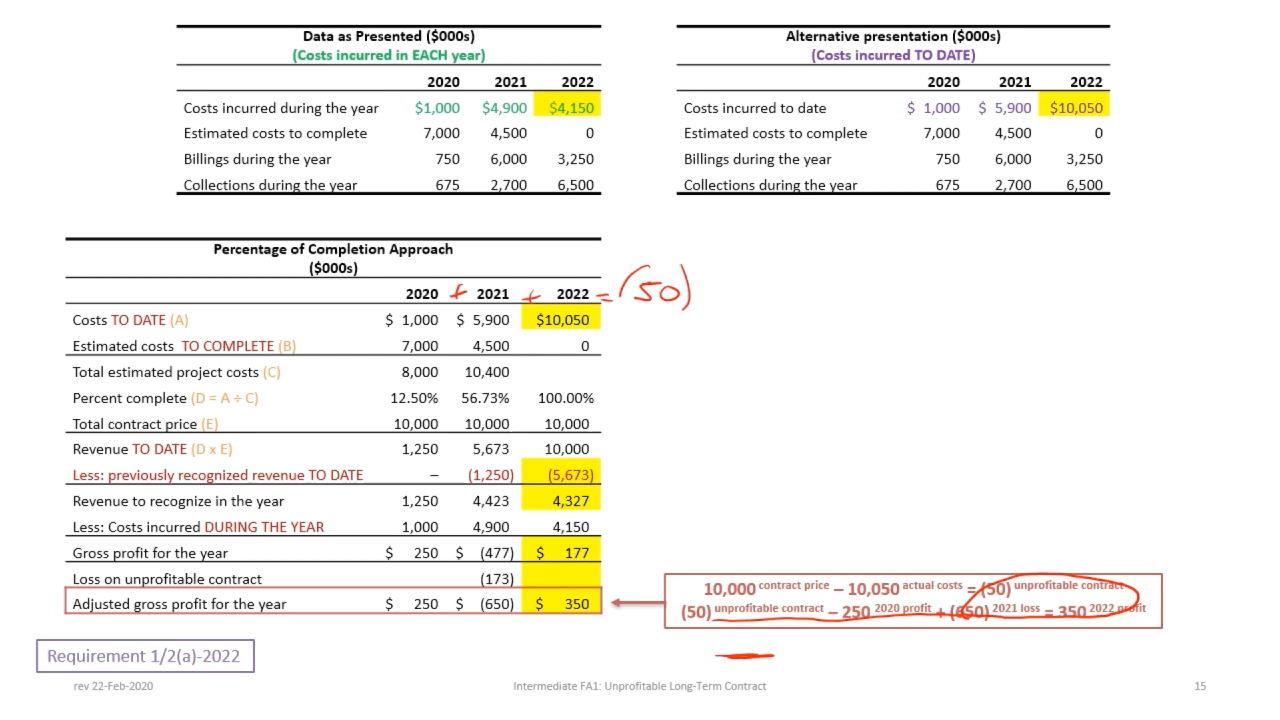 Data as Presented ($000s)
(Costs incurred in EACH year)
2020 2021 2022
Costs incurred during the year $1,000 $4,900 $4,150
Estimated costs to complete 7,000 4,500 0
Billings during the year 750 6,000 3,250
Collections during the year 675 2,700 6,500
Alternative presentation ($000s)
(Costs incurred TO DATE)
2020 2021 2022
Costs incurred to date $ 1,000 $ 5,900 $10,050
Estimated costs to complete 7,000 4,500 0
Billings during the year 750 6,000 3,250
Collections during the year 675 2,700 6,500
Percentage of Completion Approach
($000s)
2020 + 2021 + 2022 = (50)
Costs TO DATE (A) $ 1,000 $ 5,900 $10,050
Estimated costs TO COMPLETE (B) 7,000 4,500 0
Total estimated project costs (C) 8,000 10,400
Percent complete (D = A ÷ C) 12.50% 56.73% 100.00%
Total contract price (E) 10,000 10,000 10,000
Revenue TO DATE (D x E) 1,250 5,673 10,000
Less: previously recognized revenue TO DATE – (1,250) (5,673)
Revenue to recognize in the year 1,250 4,423 4,327
Less: Costs incurred DURING THE YEAR 1,000 4,900 4,150
Gross profit for the year $ 250 $ (477) $ 177
Loss on unprofitable contract (173)
Adjusted gross profit for the year $ 250 $ (650) $ 350
10,000 contract price – 10,050 actual costs = (50) unprofitable contract
(50) unprofitable contract – 250 2020 profit + (650) 2021 loss = 350 2022 profit
Requirement 1/2(a)-2022
rev 22-Feb-2020 Intermediate FA1: Unprofitable Long-Term Contract 15